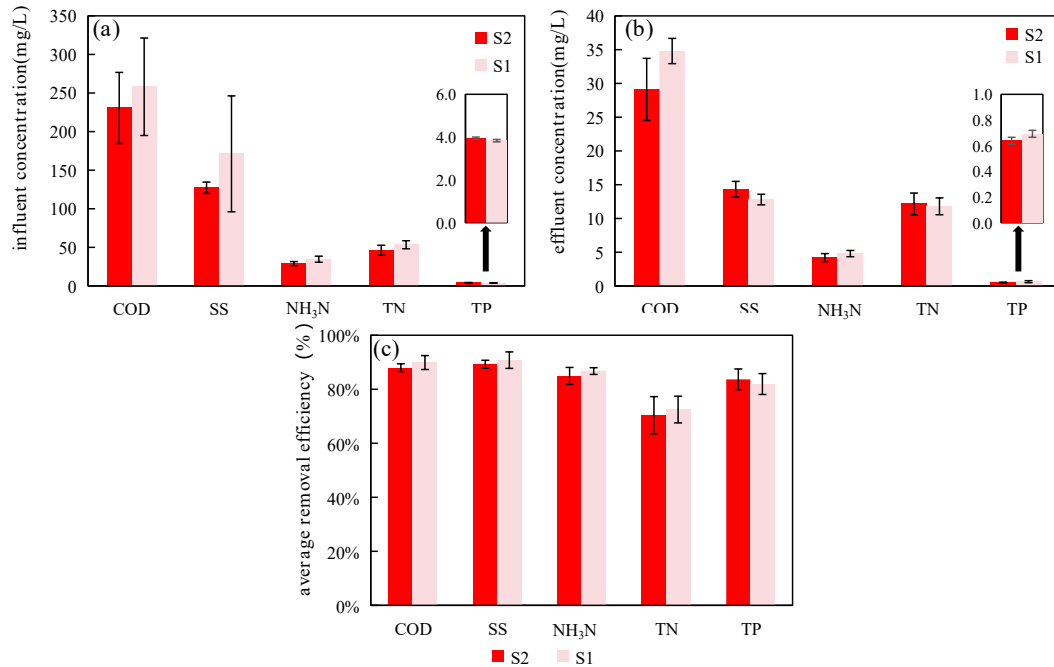 influent concentration(mg/L)
350
300
250
200
150
100
50
0
(a)
S2
S1
6.0
4.0
2.0
0.0
COD SS NH₃N TN TP
effluent concentration(mg/L)
40
35
30
25
20
15
10
5
0
(b)
S2
S1
1.0
0.8
0.6
0.4
0.2
0.0
COD SS NH₃N TN TP
average removal efficiency (%)
100%
80%
60%
40%
20%
0%
(c)
COD SS NH₃N TN TP
S2 S1